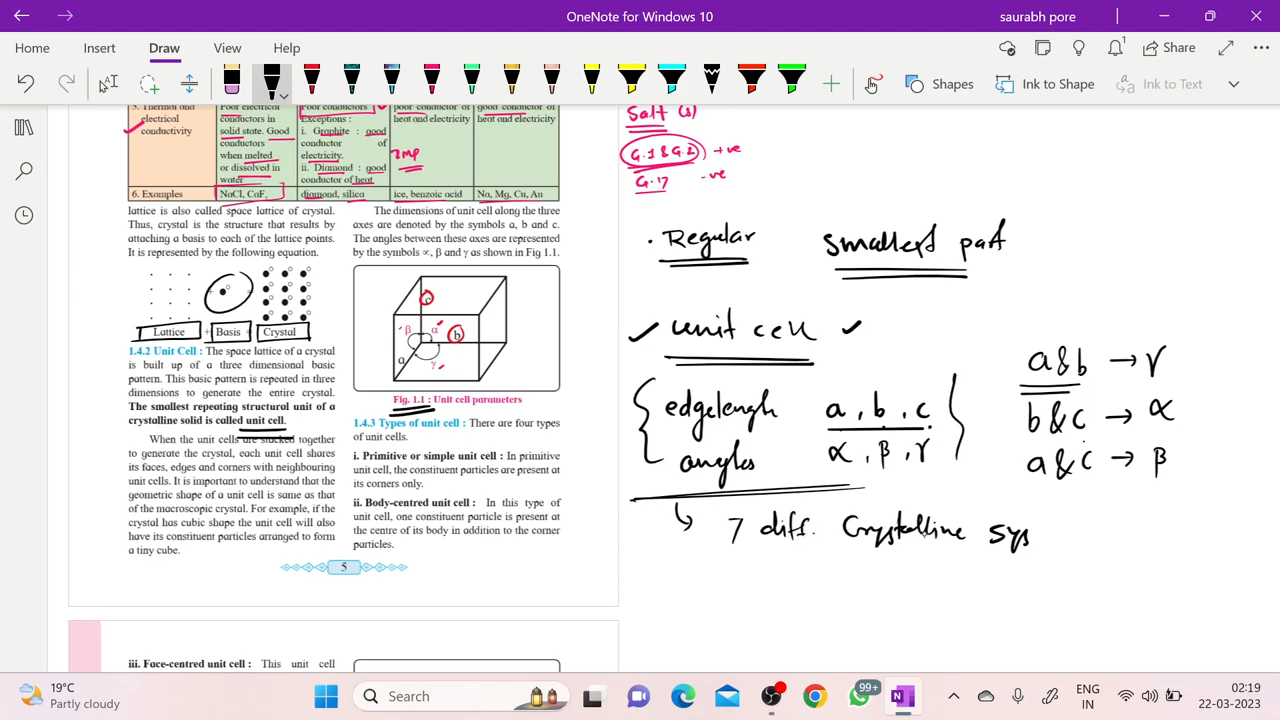 OneNote for Windows 10
saurabh pore
Home Insert Draw View Help
Share
Shapes
Ink to Text
5. Thermal and electrical conductivity
Poor electrical
conductors in
solid state. Good
conductors
when melted
or dissolved in
water
Poor conductors
Exceptions :
i. Graphite : good
conductor of
electricity.
ii. Diamond : good
conductor of heat
poor conductor of
heat and electricity
Imp
good conductor of
heat and electricity
6. Examples
NaCl, CaF,
diamond, silica
ice, benzoic acid
Na, Mg, Cu, Au
lattice is also called space lattice of crystal.
Thus, crystal is the structure that results by
attaching a basis to each of the lattice points.
It is represented by the following equation.
Lattice + Basis = Crystal
1.4.2 Unit Cell : The space lattice of a crystal
is built up of a three dimensional basic
pattern. This basic pattern is repeated in three
dimensions to generate the entire crystal.
The smallest repeating structural unit of a
crystalline solid is called unit cell.
When the unit cells are stacked together
to generate the crystal, each unit cell shares
its faces, edges and corners with neighbouring
unit cells. It is important to understand that the
geometric shape of a unit cell is same as that
of the macroscopic crystal. For example, if the
crystal has cubic shape the unit cell will also
have its constituent particles arranged to form
a tiny cube.
The dimensions of unit cell along the three
axes are denoted by the symbols a, b and c.
The angles between these axes are represented
by the symbols ∝, β and γ as shown in Fig 1.1.
c
β α b
a
γ
Fig. 1.1 : Unit cell parameters
1.4.3 Types of unit cell : There are four types
of unit cells.
i. Primitive or simple unit cell : In primitive
unit cell, the constituent particles are present at
its corners only.
ii. Body-centred unit cell : In this type of
unit cell, one constituent particle is present at
the centre of its body in addition to the corner
particles.
5
iii. Face-centred unit cell : This unit cell
Salt (s)
G.1 & G.2 +ve
G.17 -ve
. Regular smallest part
unit cell
edgelength a, b, c
angles α, β, γ
a & b → γ
b & c → α
a & c → β
7 diff. Crystalline sys
19°C
Partly cloudy
Search
99+
ENG
IN
02:19
22-03-2023